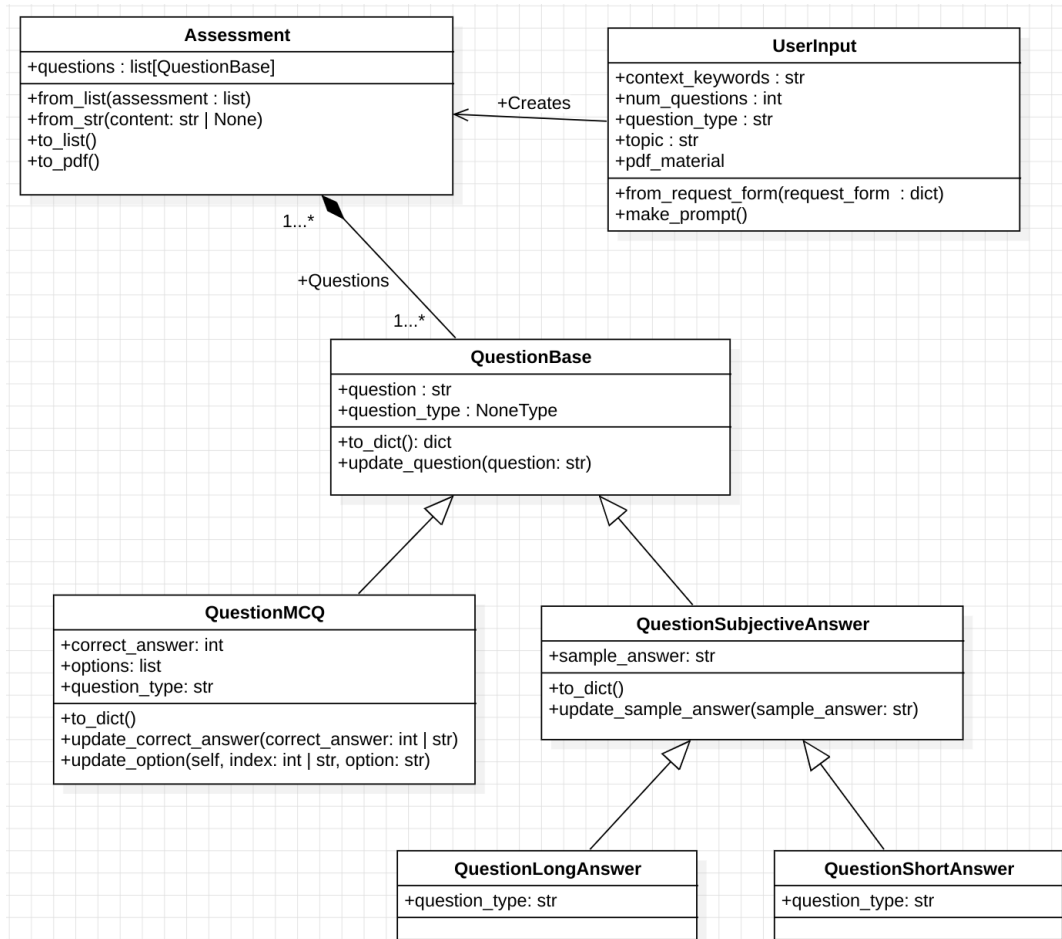 Assessment
+questions : list[QuestionBase]
+from_list(assessment : list)
+from_str(content: str | None)
+to_list()
+to_pdf()
+Creates
UserInput
+context_keywords : str
+num_questions : int
+question_type : str
+topic : str
+pdf_material
+from_request_form(request_form  : dict)
+make_prompt()
1...*
+Questions
1...*
QuestionBase
+question : str
+question_type : NoneType
+to_dict(): dict
+update_question(question: str)
QuestionMCQ
+correct_answer: int
+options: list
+question_type: str
+to_dict()
+update_correct_answer(correct_answer: int | str)
+update_option(self, index: int | str, option: str)
QuestionSubjectiveAnswer
+sample_answer: str
+to_dict()
+update_sample_answer(sample_answer: str)
QuestionLongAnswer
+question_type: str
QuestionShortAnswer
+question_type: str